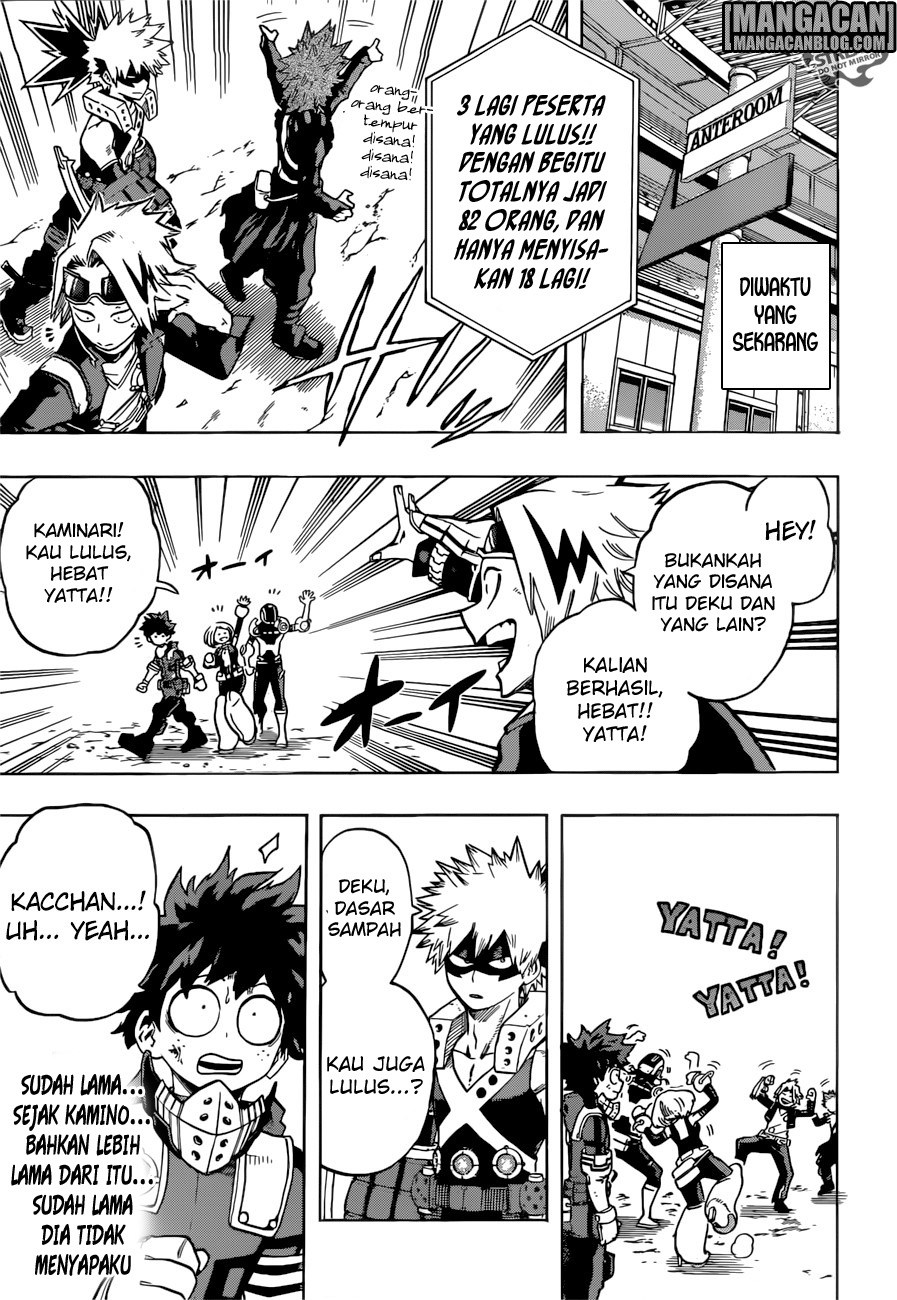 MANGACAN
MANGACANBLOG.COM
DO NOT MIRROR
ANTEROOM
DIWAKTU
YANG
SEKARANG
3 LAGI PESERTA
YANG LULUS!!
DENGAN BEGITU
TOTALNYA JADI
82 ORANG, DAN
HANYA MENYISA-
KAN 18 LAGI!!
orang-
orang ber-
tempur
disana!
disana!
disana!
HEY!
BUKANKAH
YANG DISANA
ITU DEKU DAN
YANG LAIN?
KALIAN
BERHASIL,
HEBAT!!
YATTA!
オーイ
KAMINARI!
KAU LULUS,
HEBAT
YATTA!!
オーイ
YATTA!
YATTA!
DEKU,
DASAR
SAMPAH
KAU JUGA
LULUS...?
KACCHAN...!
UH... YEAH...
SUDAH LAMA...
SEJAK KAMINO...
BAHKAN LEBIH
LAMA DARI ITU...
SUDAH LAMA
DIA TIDAK
MENYAPAKU